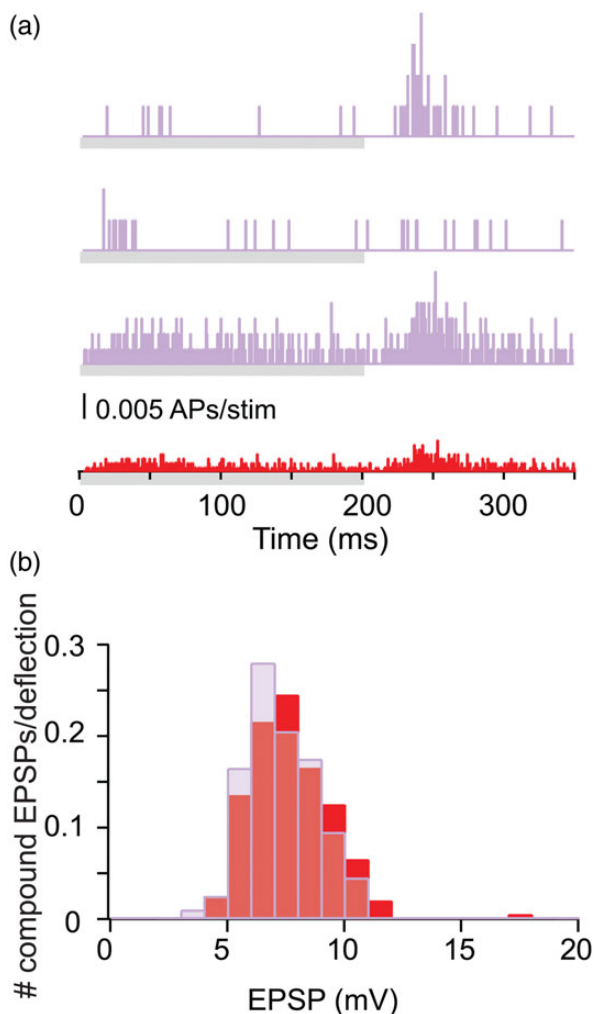 (a)
0.005 APs/stim
0 100 200 300
Time (ms)
(b)
# compound EPSPs/deflection
0.3
0.2
0.1
0
0 5 10 15 20
EPSP (mV)